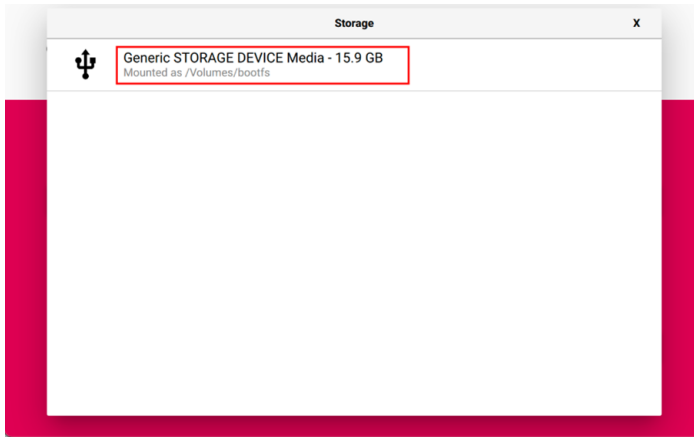 Storage
X
Generic STORAGE DEVICE Media - 15.9 GB
Mounted as /Volumes/bootfs